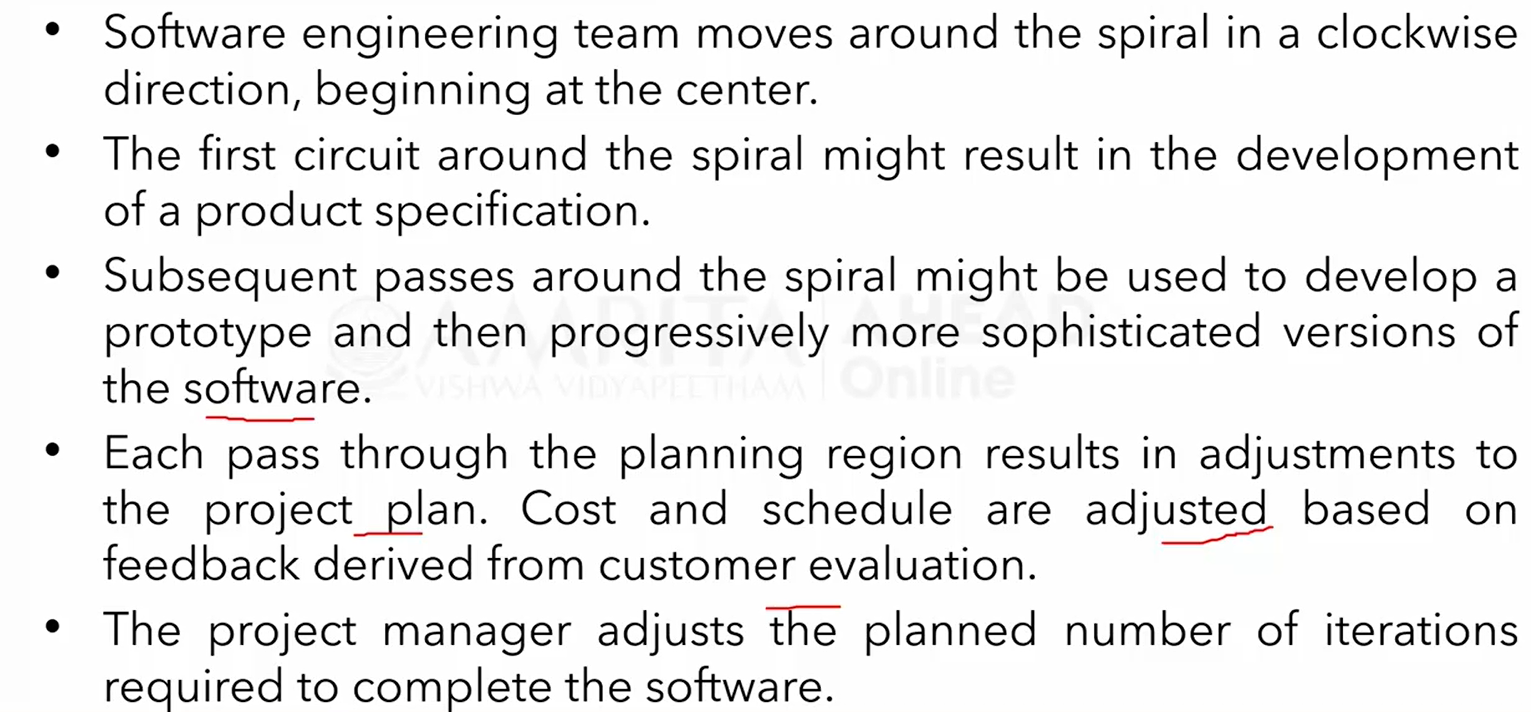 • Software engineering team moves around the spiral in a clockwise
direction, beginning at the center.
• The first circuit around the spiral might result in the development
of a product specification.
• Subsequent passes around the spiral might be used to develop a
prototype and then progressively more sophisticated versions of
the software.
• Each pass through the planning region results in adjustments to
the project plan. Cost and schedule are adjusted based on
feedback derived from customer evaluation.
• The project manager adjusts the planned number of iterations
required to complete the software.
AMRITA
VISHWA VIDYAPEETHAM
AHEAD
Online